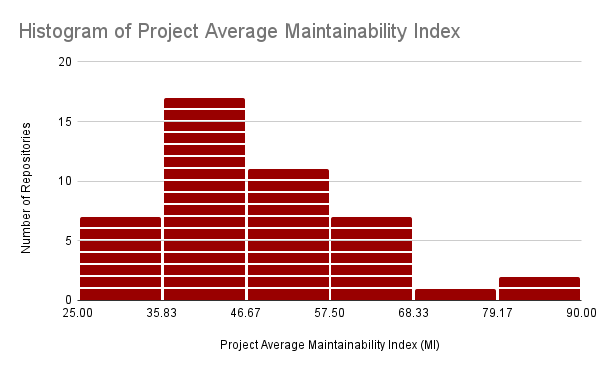 Histogram of Project Average Maintainability Index
20
15
10
5
0
25.00 35.83 46.67 57.50 68.33 79.17 90.00
Number of Repositories
Project Average Maintainability Index (MI)